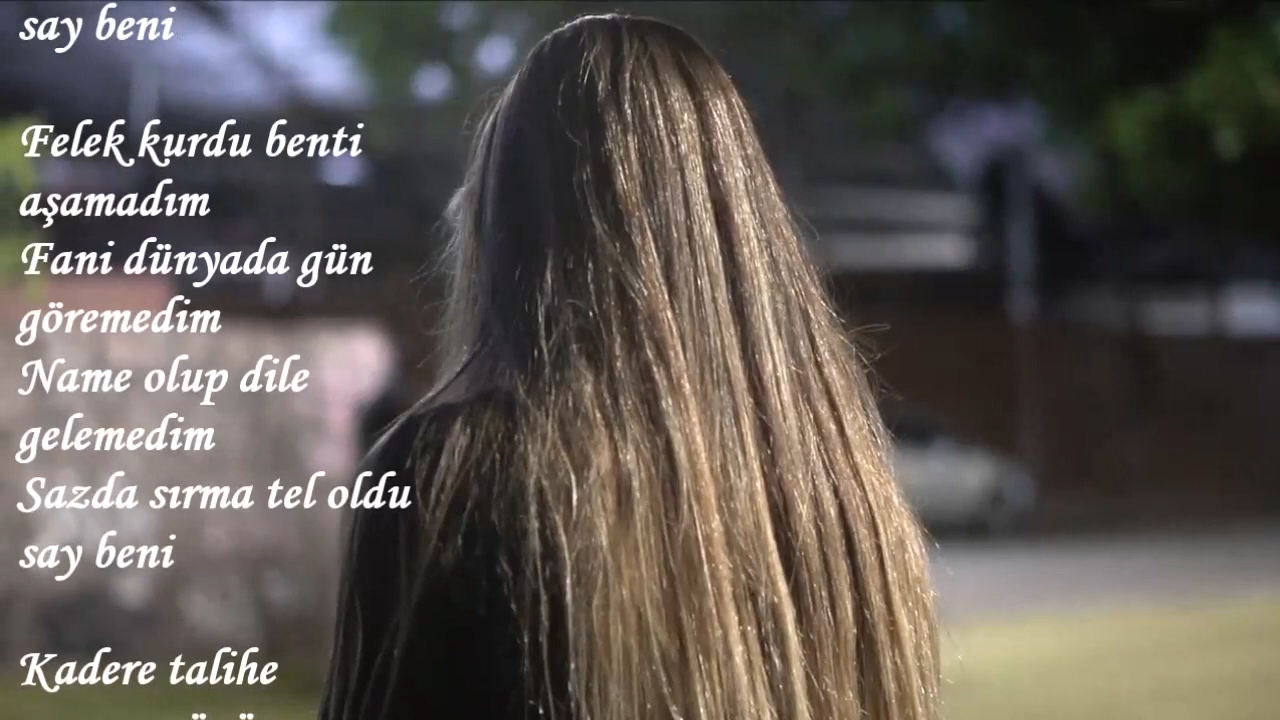 say beni
Felek kurdu benti
aşamadım
Fani dünyada gün
göremedim
Name olup dile
gelemedim
Sazda sırma tel oldu
say beni
Kadere talihe